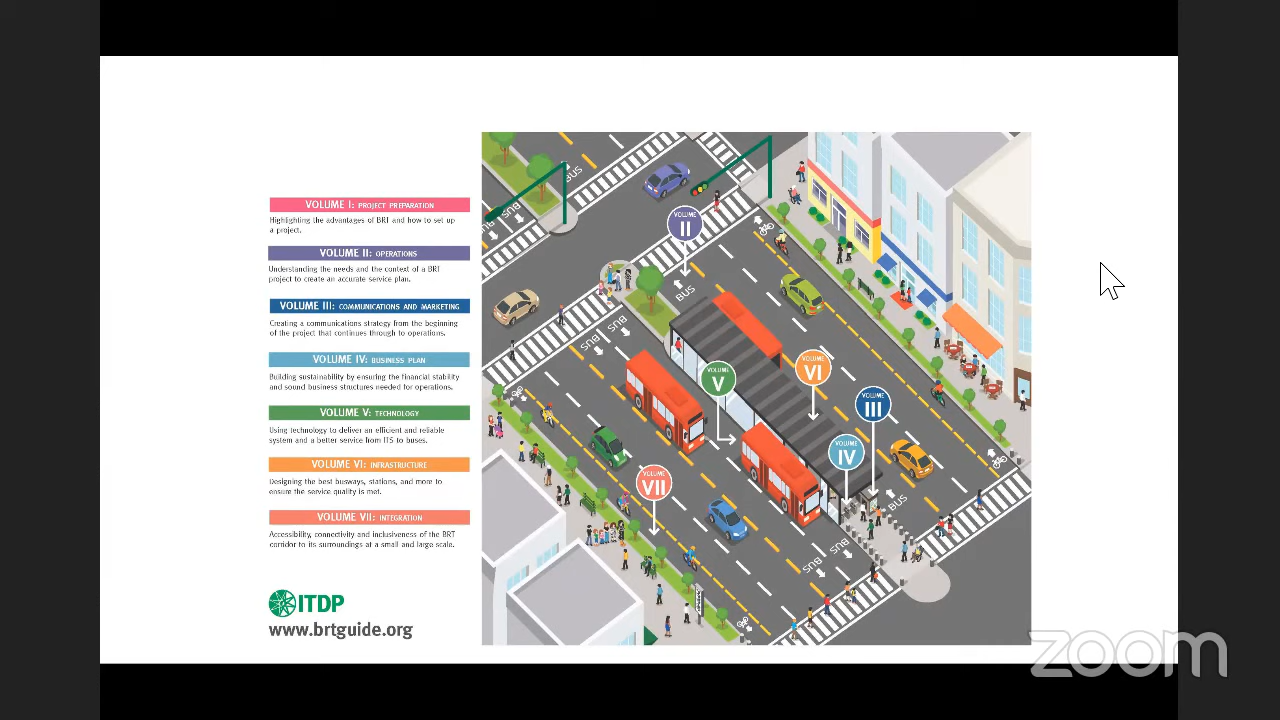 VOLUME I: PROJECT PREPARATION
Highlighting the advantages of BRT and how to set up
a project.
VOLUME II: OPERATIONS
Understanding the needs and the context of a BRT
project to create an accurate service plan.
VOLUME III: COMMUNICATIONS AND MARKETING
Creating a communications strategy from the beginning
of the project that continues through to operations.
VOLUME IV: BUSINESS PLAN
Building sustainability by ensuring the financial stability
and sound business structures needed for operations.
VOLUME V: TECHNOLOGY
Using technology to deliver an efficient and reliable
system and a better service from ITS to buses.
VOLUME VI: INFRASTRUCTURE
Designing the best busways, stations, and more to
ensure the service quality is met.
VOLUME VII: INTEGRATION
Accessibility, connectivity and inclusiveness of the BRT
corridor to its surroundings at a small and large scale.
ITDP
www.brtguide.org
BUS
BUS
BUS
VOLUME
II
BUS
BUS
BUS
VOLUME
V
VOLUME
VI
VOLUME
III
VOLUME
IV
VOLUME
VII
BUS
BUS
BUS
zoom